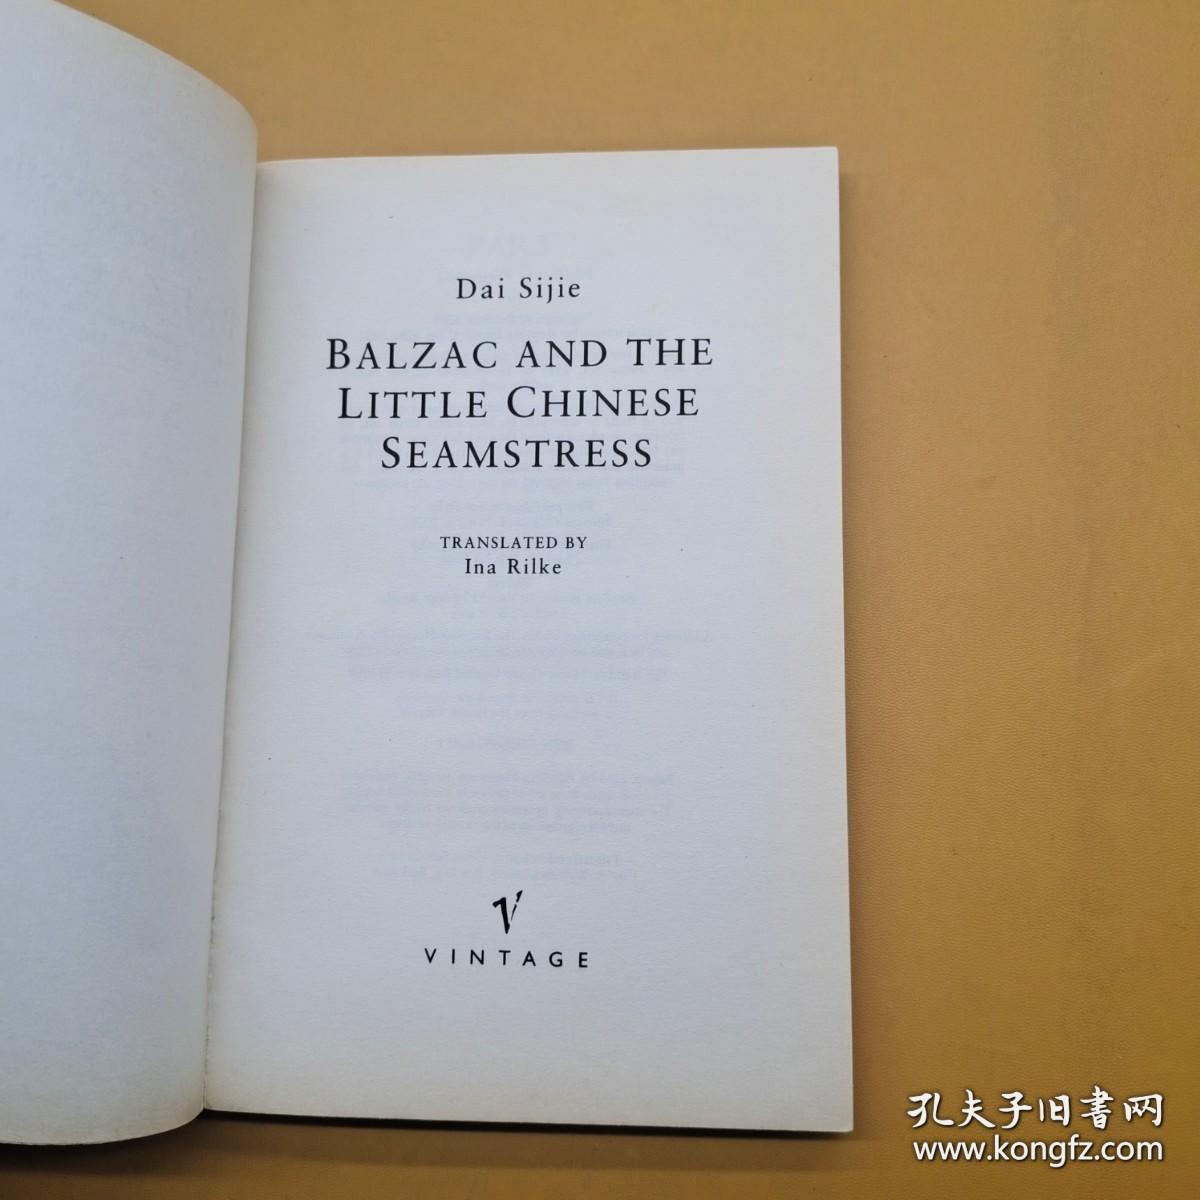 Dai Sijie
BALZAC AND THE
LITTLE CHINESE
SEAMSTRESS
TRANSLATED BY
Ina Rilke
V
VINTAGE
孔夫子旧書网
www.kongfz.com